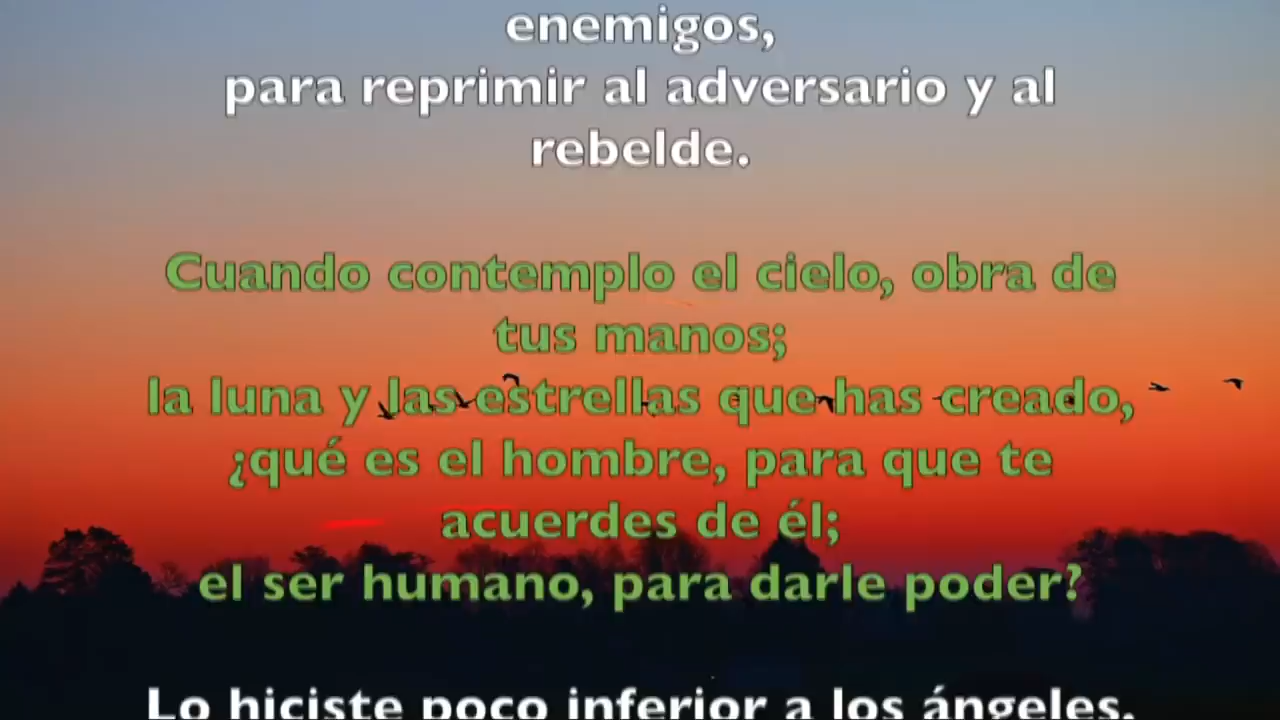 enemigos,
para reprimir al adversario y al
rebelde.
Cuando contemplo el cielo, obra de
tus manos;
la luna y las estrellas que has creado,
¿qué es el hombre, para que te
acuerdes de él;
el ser humano, para darle poder?
Lo hiciste poco inferior a los ángeles,